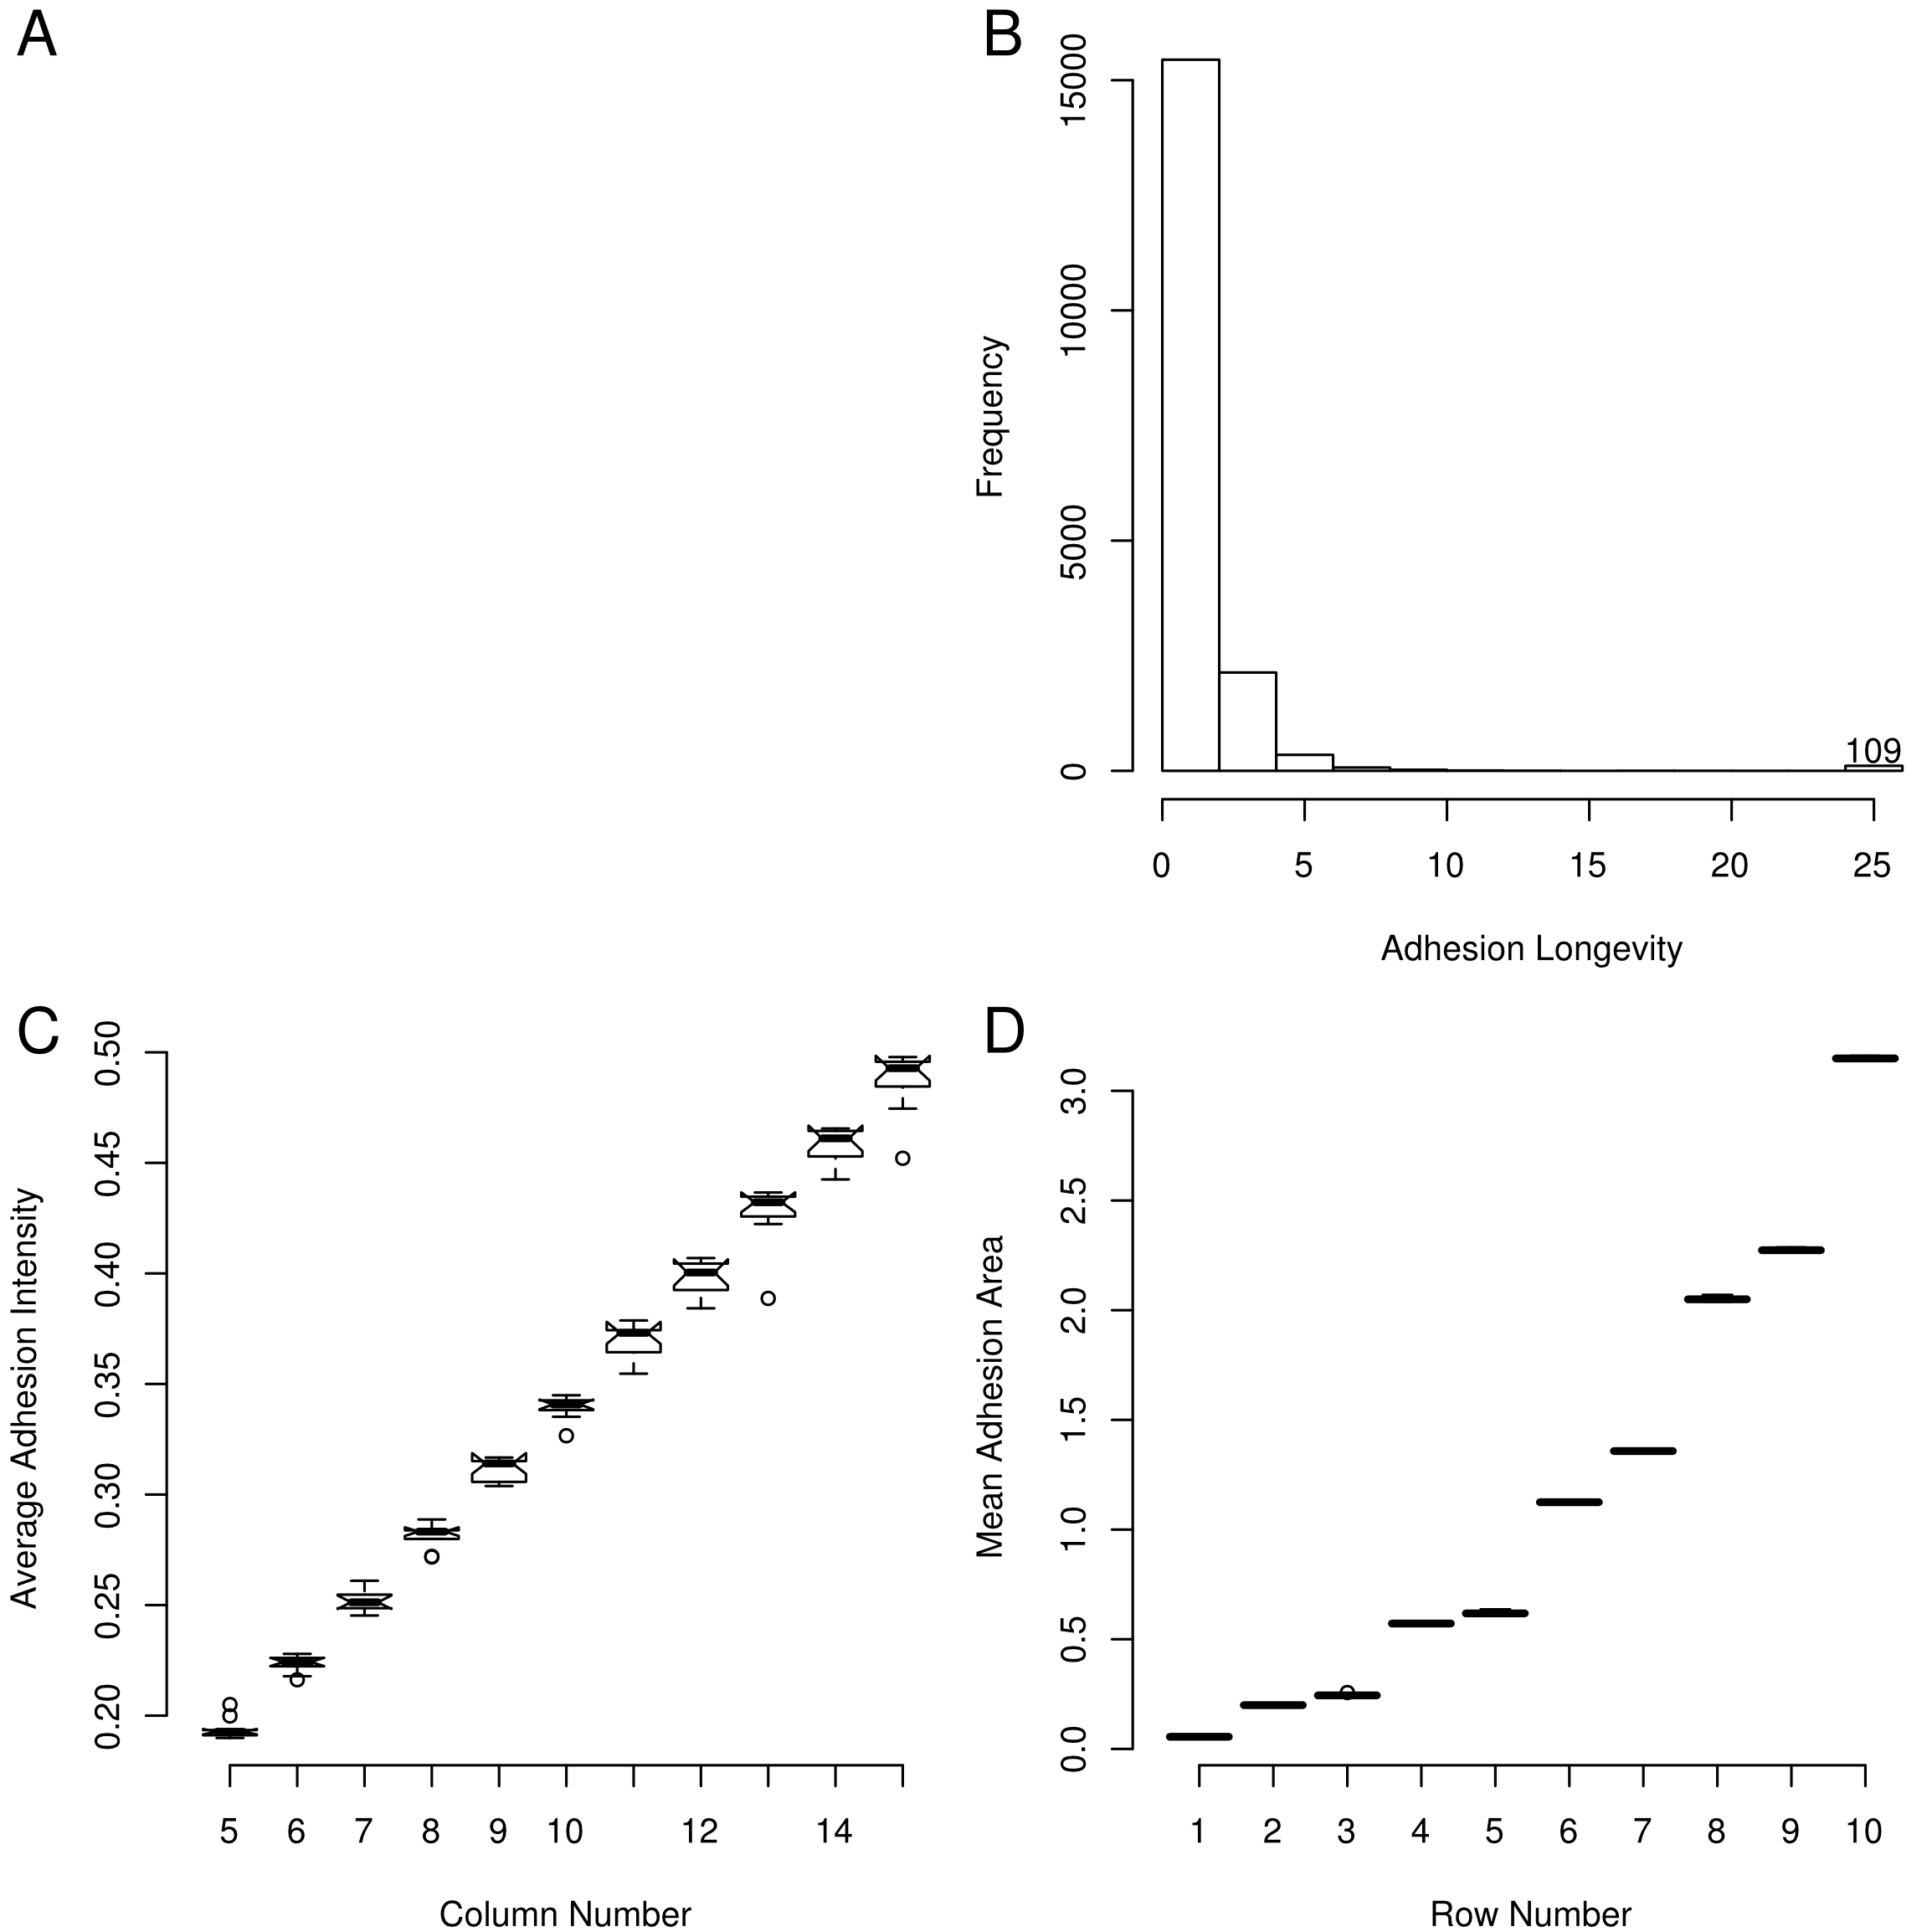 A
B
15000
10000
5000
0
Frequency
109
0 5 10 15 20 25
Adhesion Longevity
C
0.50
0.45
0.40
0.35
0.30
0.25
0.20
Average Adhesion Intensity
5 6 7 8 9 10 12 14
Column Number
D
3.0
2.5
2.0
1.5
1.0
0.5
0.0
Mean Adhesion Area
1 2 3 4 5 6 7 8 9 10
Row Number